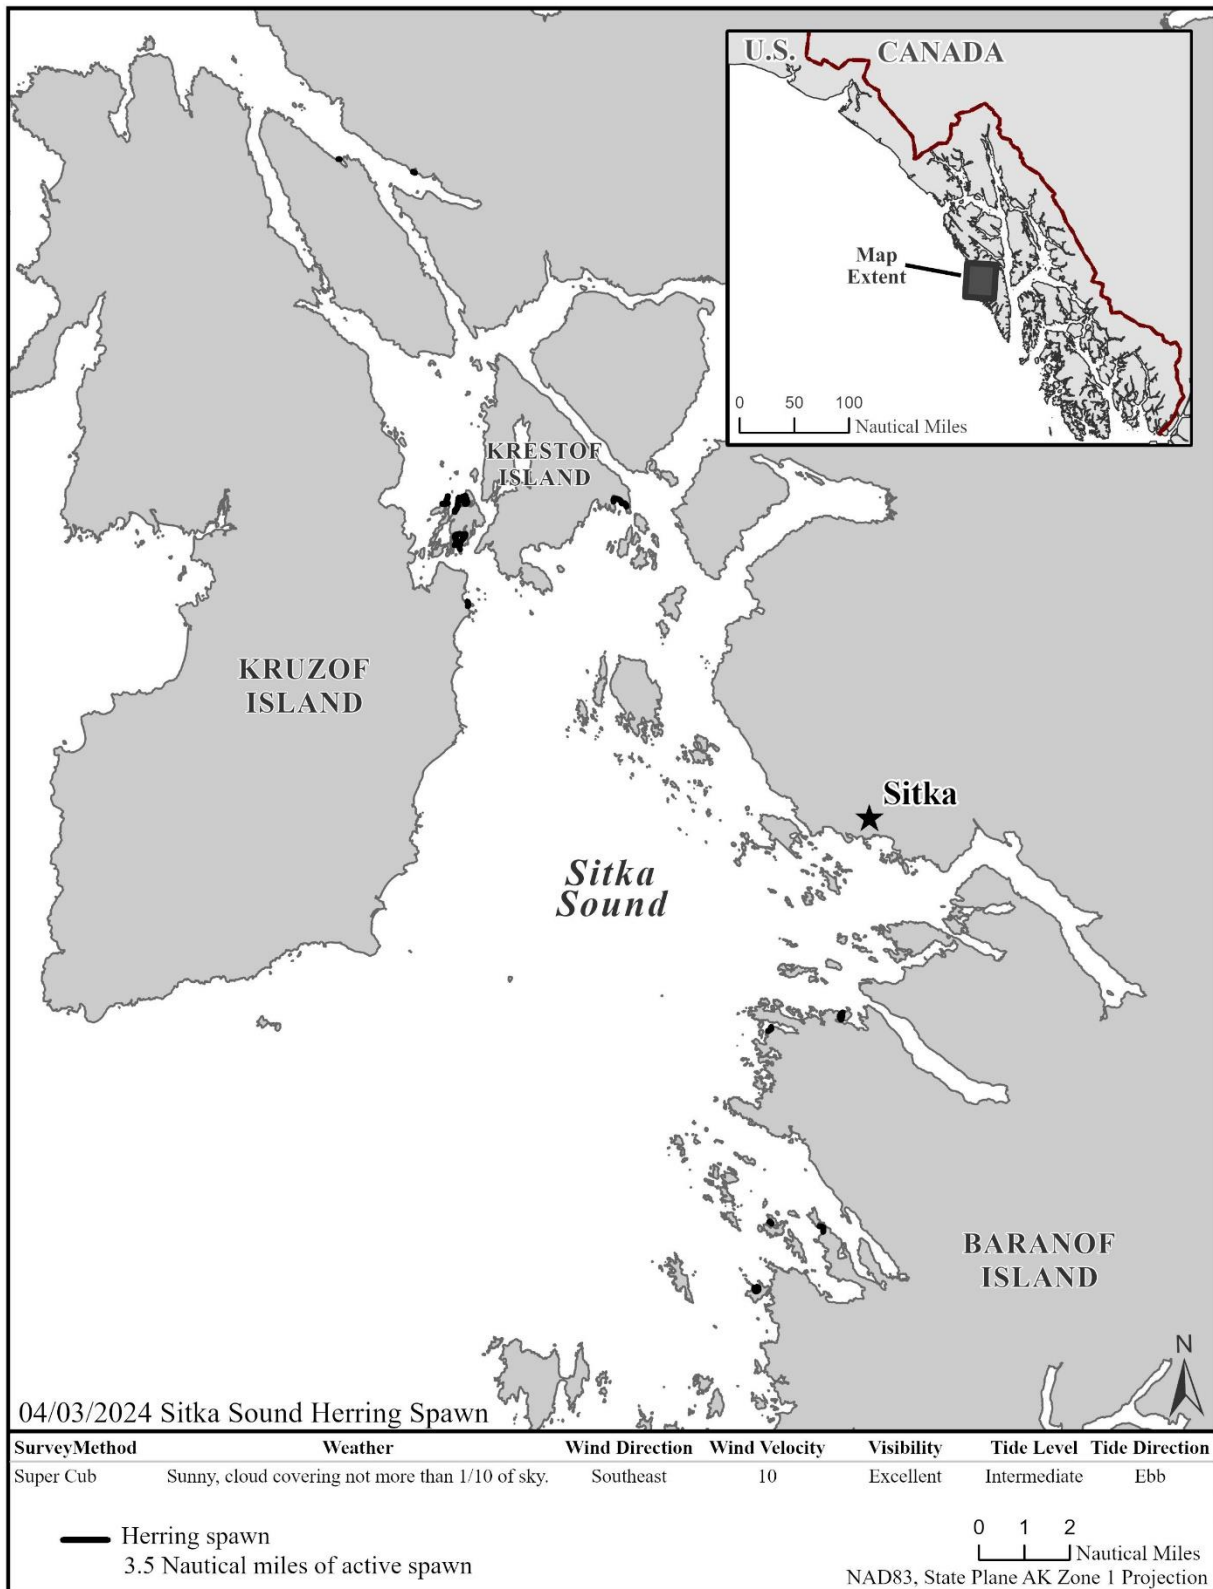 U.S. CANADA
Map
Extent
0 50 100
Nautical Miles
KRESTOF
ISLAND
KRUZOF
ISLAND
Sitka
Sitka
Sound
BARANOF
ISLAND
N
04/03/2024 Sitka Sound Herring Spawn
SurveyMethod Weather Wind Direction Wind Velocity Visibility Tide Level Tide Direction
Super Cub Sunny, cloud covering not more than 1/10 of sky. Southeast 10 Excellent Intermediate Ebb
Herring spawn
3.5 Nautical miles of active spawn
0 1 2
Nautical Miles
NAD83, State Plane AK Zone 1 Projection